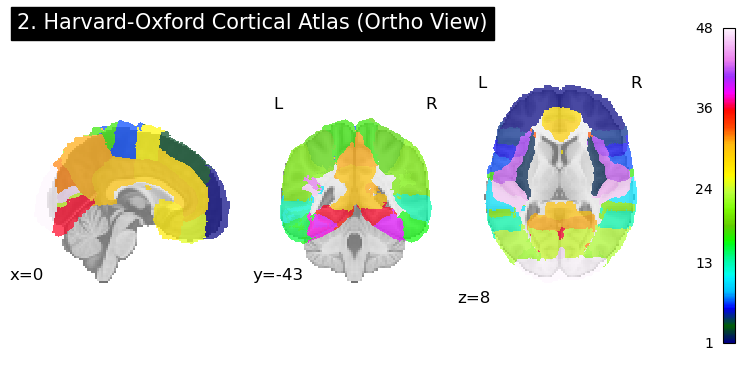 2. Harvard-Oxford Cortical Atlas (Ortho View)
L R
L R
x=0
y=-43
z=8
48
36
24
13
1